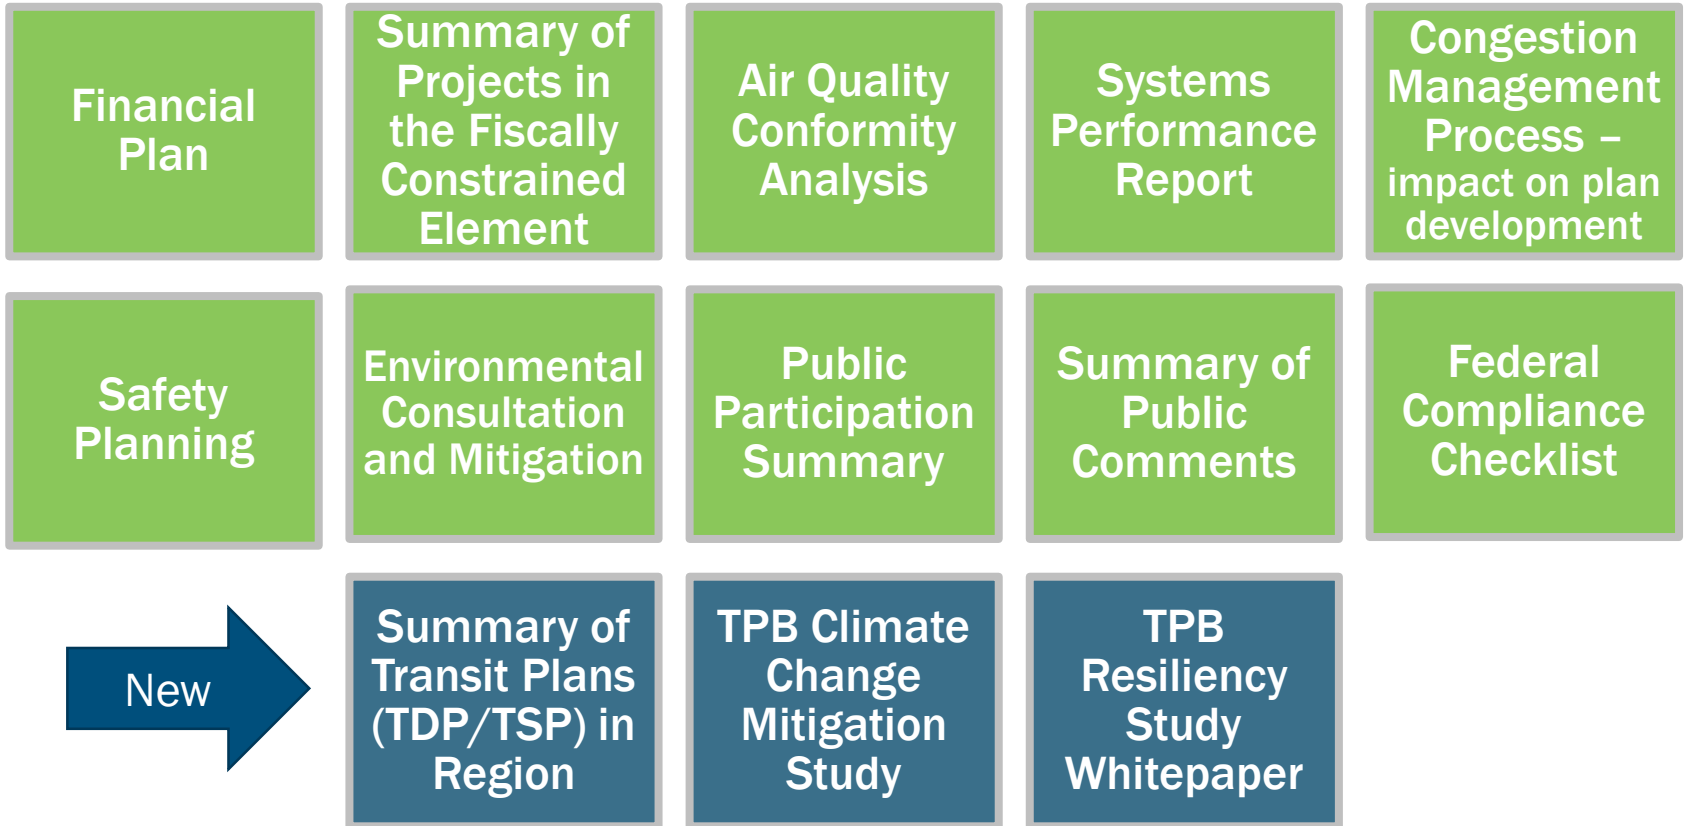 Financial
Plan
Summary of
Projects in
the Fiscally
Constrained
Element
Air Quality
Conformity
Analysis
Systems
Performance
Report
Congestion
Management
Process –
impact on plan
development
Safety
Planning
Environmental
Consultation
and Mitigation
Public
Participation
Summary
Summary of
Public
Comments
Federal
Compliance
Checklist
New
Summary of
Transit Plans
(TDP/TSP) in
Region
TPB Climate
Change
Mitigation
Study
TPB
Resiliency
Study
Whitepaper